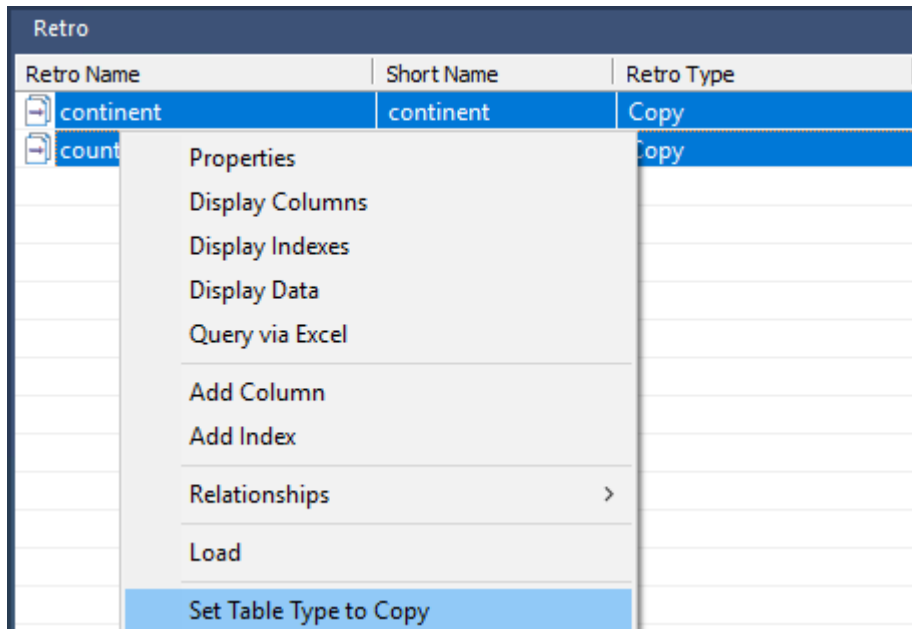 Retro
Retro Name Short Name Retro Type
continent continent Copy
count Copy
Properties
Display Columns
Display Indexes
Display Data
Query via Excel
Add Column
Add Index
Relationships
Load
Set Table Type to Copy